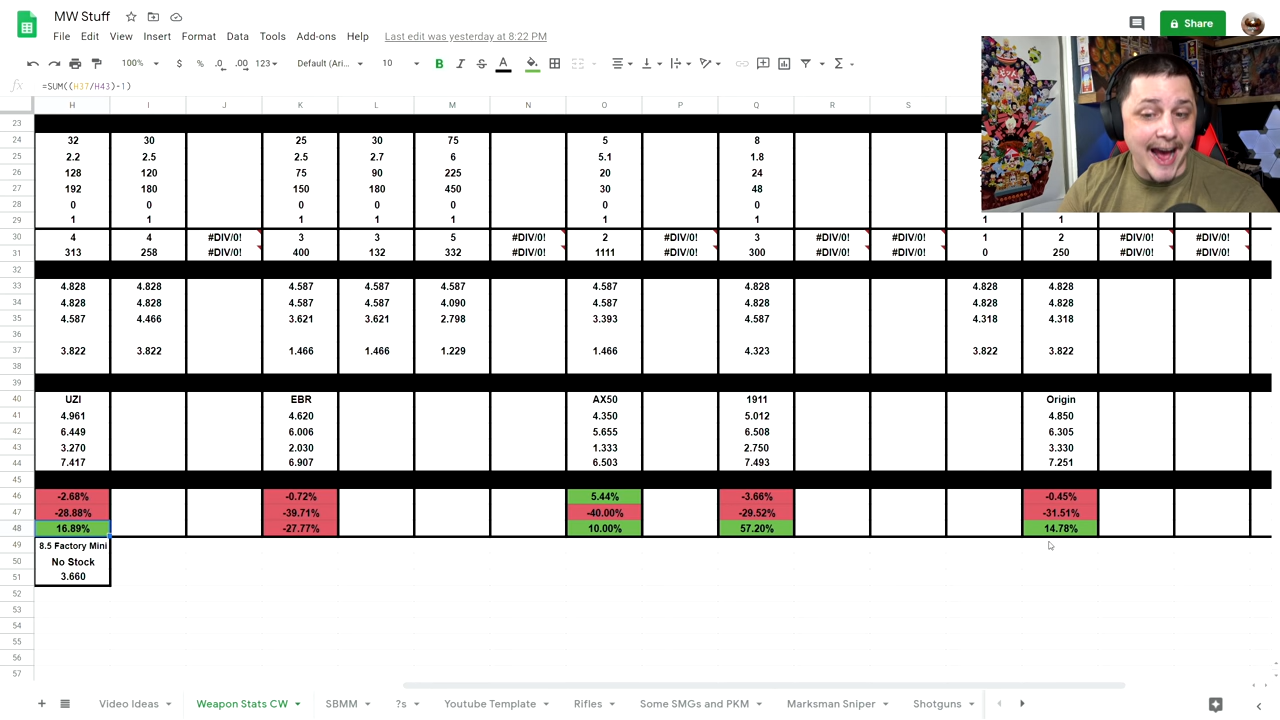 MW Stuff
Share
File Edit View Insert Format Data Tools Add-ons Help Last edit was yesterday at 8:22 PM
100% $ % .0 .00 123 Default (Ari... 10 B I S A
fx =SUM((H37/H43)-1)
H I J K L M N O P Q R S
23
24 32 30 25 30 75 5 8
25 2.2 2.5 2.5 2.7 6 5.1 1.8
26 128 120 75 90 225 20 24
27 192 180 150 180 450 30 48
28 0 0 0 0 0 0 0
29 1 1 1 1 1 1 1 1 1
30 4 4 #DIV/0! 3 3 5 #DIV/0! 2 #DIV/0! 3 #DIV/0! #DIV/0! 1 2 #DIV/0! #DIV/0!
31 313 258 #DIV/0! 400 132 332 #DIV/0! 1111 #DIV/0! 300 #DIV/0! #DIV/0! 0 250 #DIV/0! #DIV/0!
32
33 4.828 4.828 4.587 4.587 4.587 4.587 4.828 4.828 4.828
34 4.828 4.828 4.587 4.587 4.090 4.587 4.828 4.828 4.828
35 4.587 4.466 3.621 3.621 2.798 3.393 4.587 4.318 4.318
36
37 3.822 3.822 1.466 1.466 1.229 1.466 4.323 3.822 3.822
38
39
40 UZI EBR AX50 1911 Origin
41 4.961 4.620 4.350 5.012 4.850
42 6.449 6.006 5.655 6.508 6.305
43 3.270 2.030 1.333 2.750 3.330
44 7.417 6.907 6.503 7.493 7.251
45
46 -2.68% -0.72% 5.44% -3.66% -0.45%
47 -28.88% -39.71% -40.00% -29.52% -31.51%
48 16.89% -27.77% 10.00% 57.20% 14.78%
49 8.5 Factory Mini
50 No Stock
51 3.660
52
53
54
55
56
57
Video Ideas Weapon Stats CW SBMM ?s Youtube Template Rifles Some SMGs and PKM Marksman Sniper Shotguns